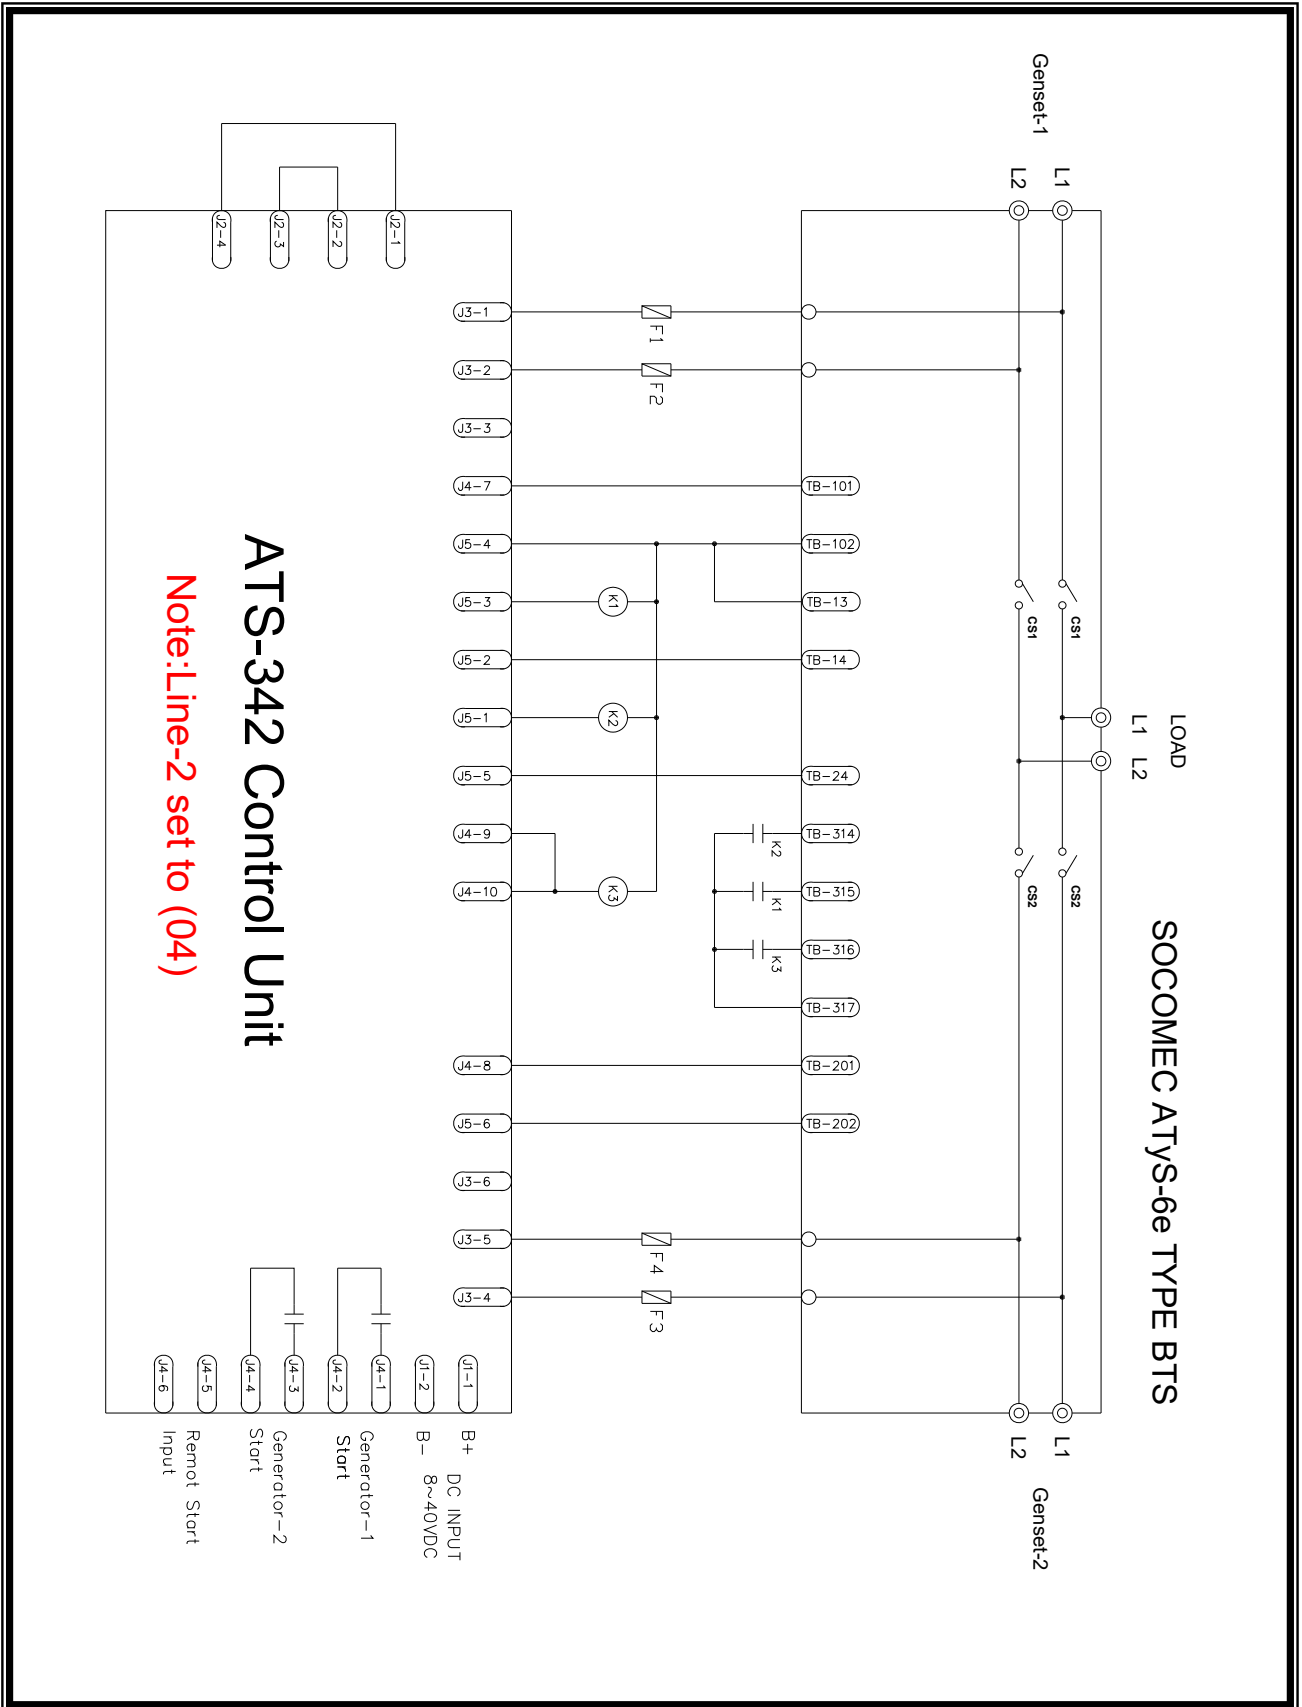 SOCOMEC ATyS-6e TYPE BTS
LOAD
L1 L2
Genset-1
L1
L2
CS1
CS1
CS2
CS2
L1
L2
Genset-2
TB-101
TB-102
TB-13
TB-14
TB-24
TB-314
TB-315
TB-316
TB-317
TB-201
TB-202
K2
K1
K3
F1
F2
F4
F3
K1
K2
K3
J3-1
J3-2
J3-3
J4-7
J5-4
J5-3
J5-2
J5-1
J5-5
J4-9
J4-10
J4-8
J5-6
J3-6
J3-5
J3-4
J2-1
J2-2
J2-3
J2-4
ATS-342 Control Unit
Note:Line-2 set to (04)
J1-1
J1-2
J4-1
J4-2
J4-3
J4-4
J4-5
J4-6
B+ DC INPUT
B- 8~40VDC
Generator-1
Start
Generator-2
Start
Remot Start
Input